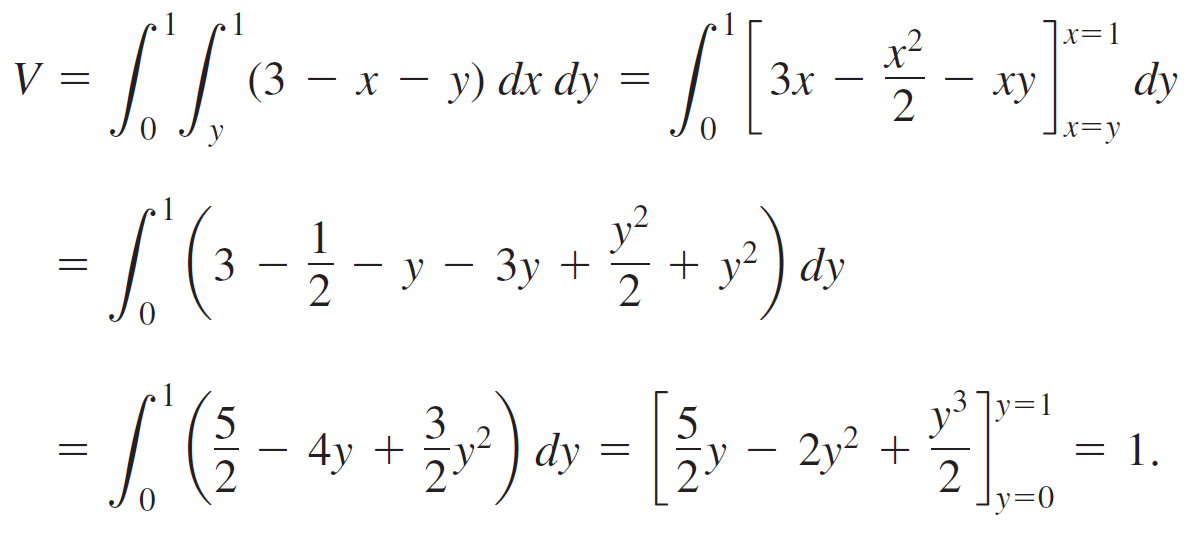 V = ∫₀¹ ∫_y¹ (3 − x − y) dx dy = ∫₀¹ [3x − x²/2 − xy]_{x=y}^{x=1} dy
= ∫₀¹ (3 − 1/2 − y − 3y + y²/2 + y²) dy
= ∫₀¹ (5/2 − 4y + 3/2 y²) dy = [5/2 y − 2y² + y³/2]_{y=0}^{y=1} = 1.